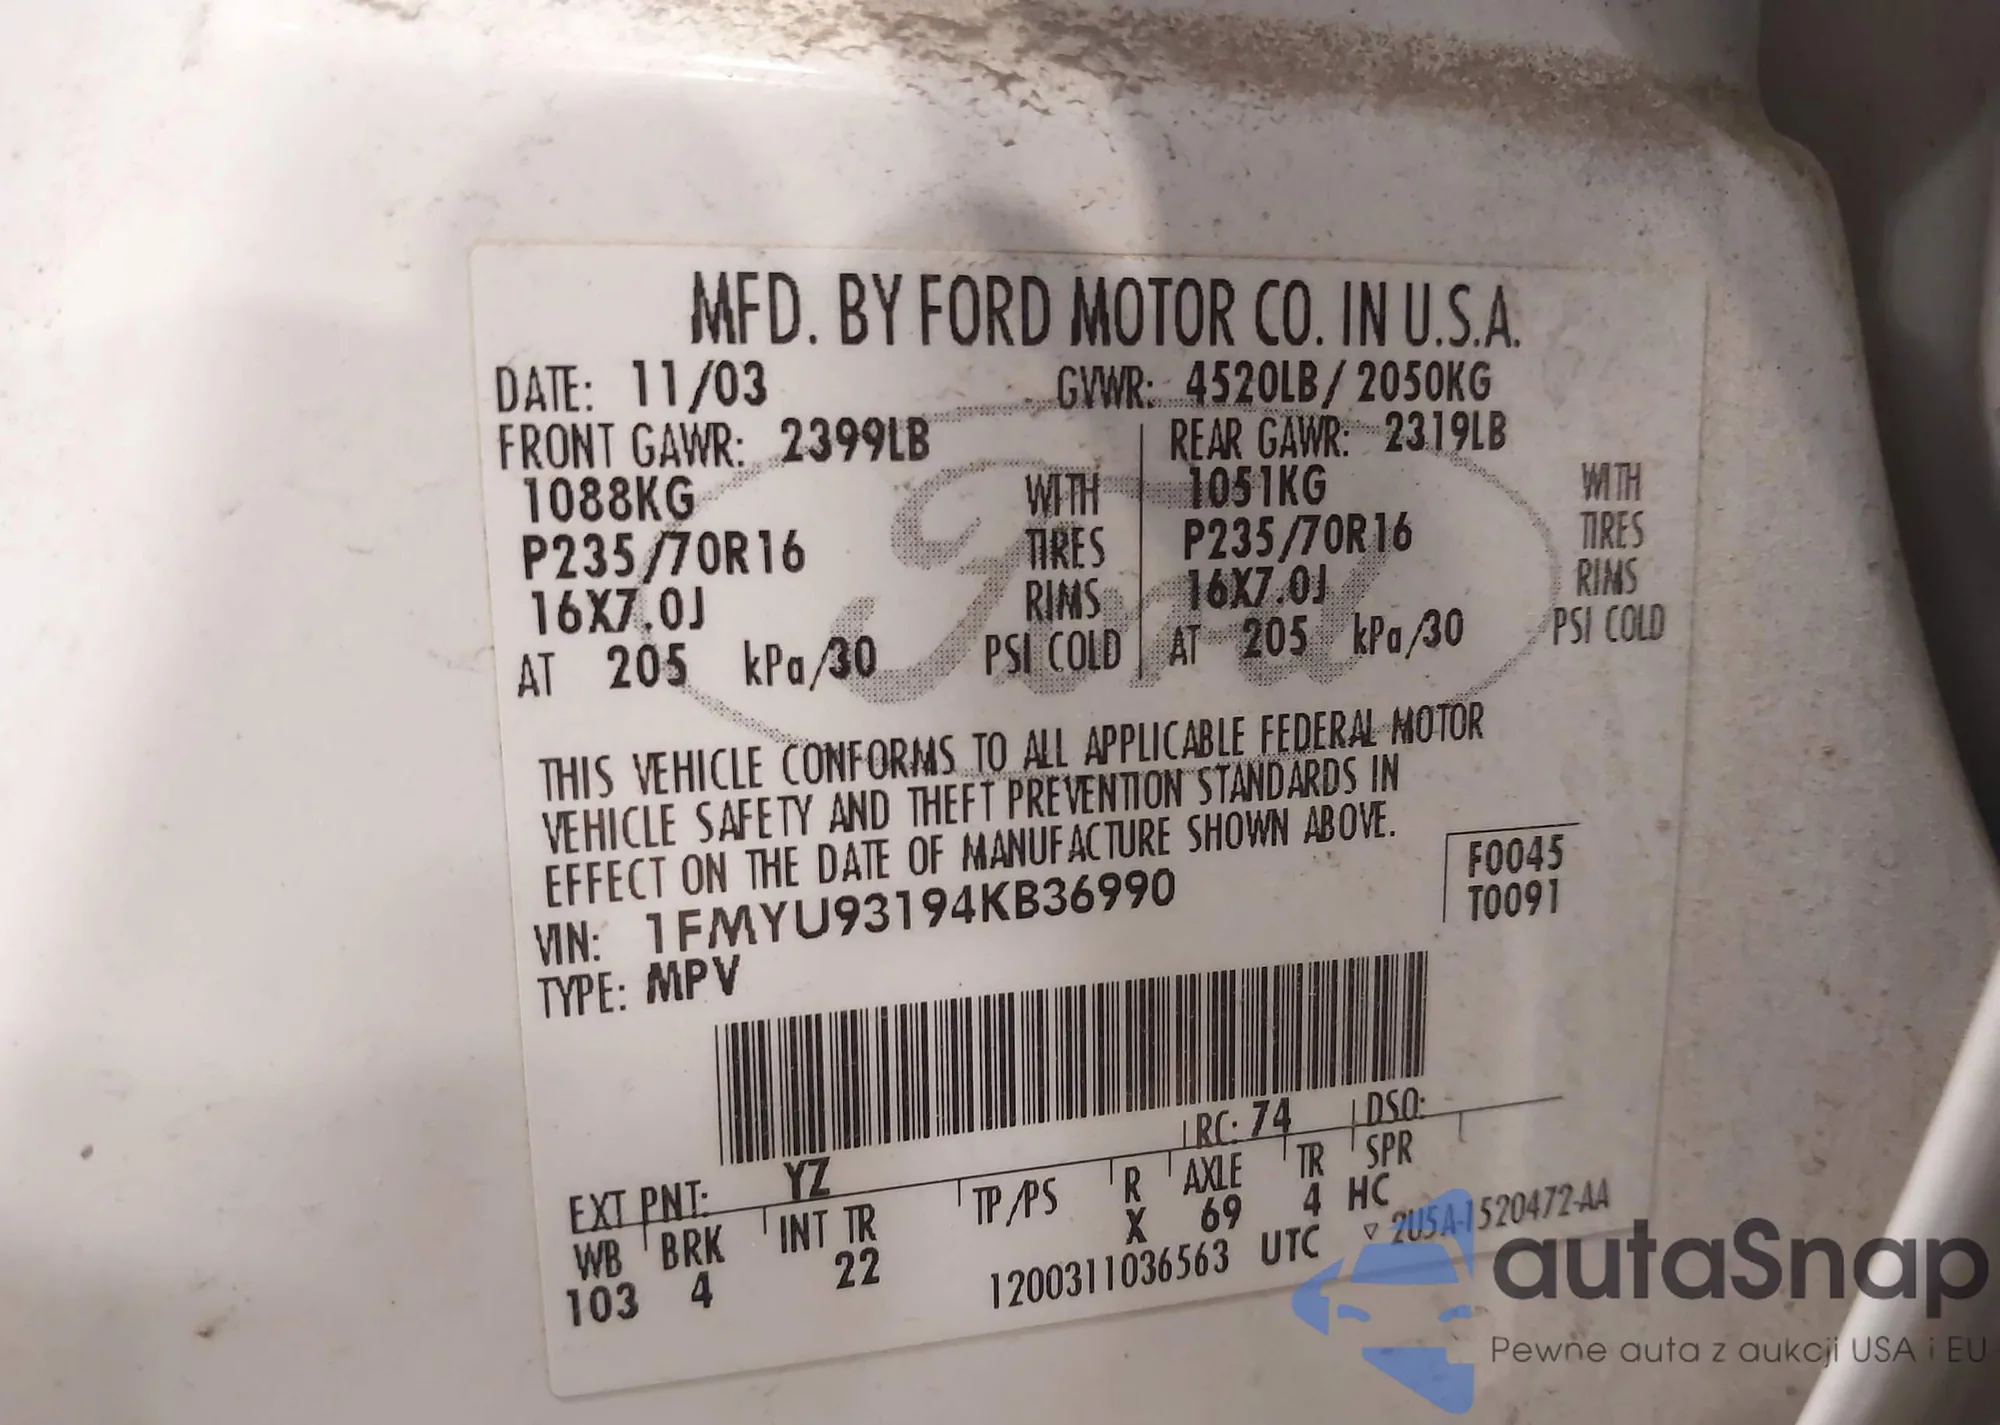 MFD. BY FORD MOTOR CO. IN U.S.A.
DATE: 11/03 GVWR: 4520LB/2050KG
FRONT GAWR: 2399LB REAR GAWR: 2319LB
1088KG WITH 1051KG WITH
P235/70R16 TIRES P235/70R16 TIRES
16X7.0J RIMS 16X7.0J RIMS
AT 205 kPa/30 PSI COLD AT 205 kPa/30 PSI COLD
Ford
THIS VEHICLE CONFORMS TO ALL APPLICABLE FEDERAL MOTOR
VEHICLE SAFETY AND THEFT PREVENTION STANDARDS IN
EFFECT ON THE DATE OF MANUFACTURE SHOWN ABOVE.
F0045
T0091
VIN: 1FMYU93194KB36990
TYPE: MPV
RC: 74 DSO:
EXT PNT: YZ
WB BRK INT TR TP/PS R AXLE TR SPR
103 4 22 X 69 4 HC
1200311036563 UTC ▽ 2U5A-1520472-AA
autaSnap
Pewne auta z aukcji USA i EU